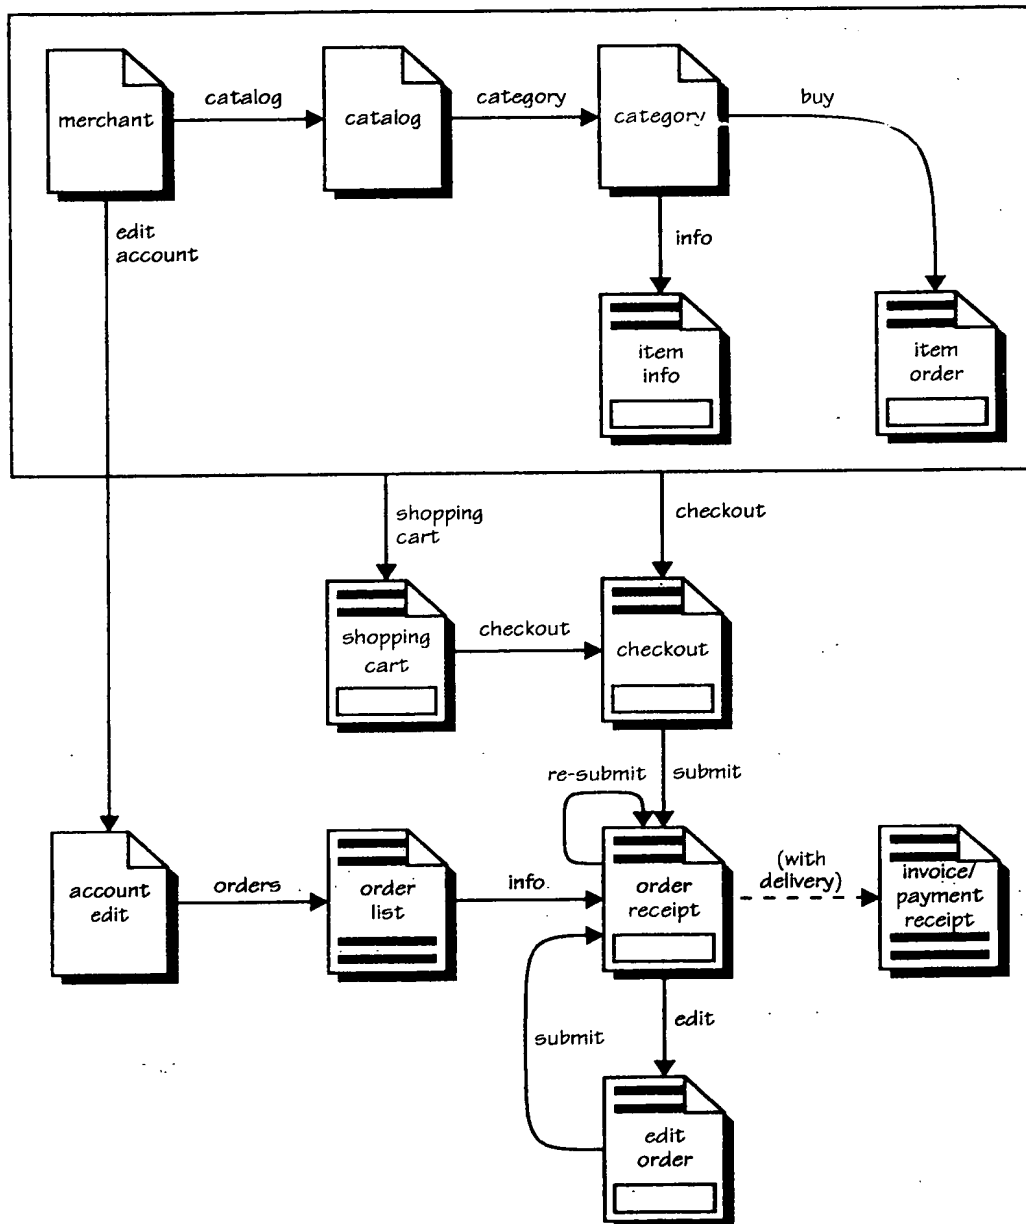 catalog
category
buy
merchant
catalog
category
edit
account
info
item
info
item
order
shopping
cart
checkout
shopping
cart
checkout
checkout
re-submit
submit
account
edit
orders
order
list
info
order
receipt
(with
delivery)
invoice/
payment
receipt
submit
edit
edit
order